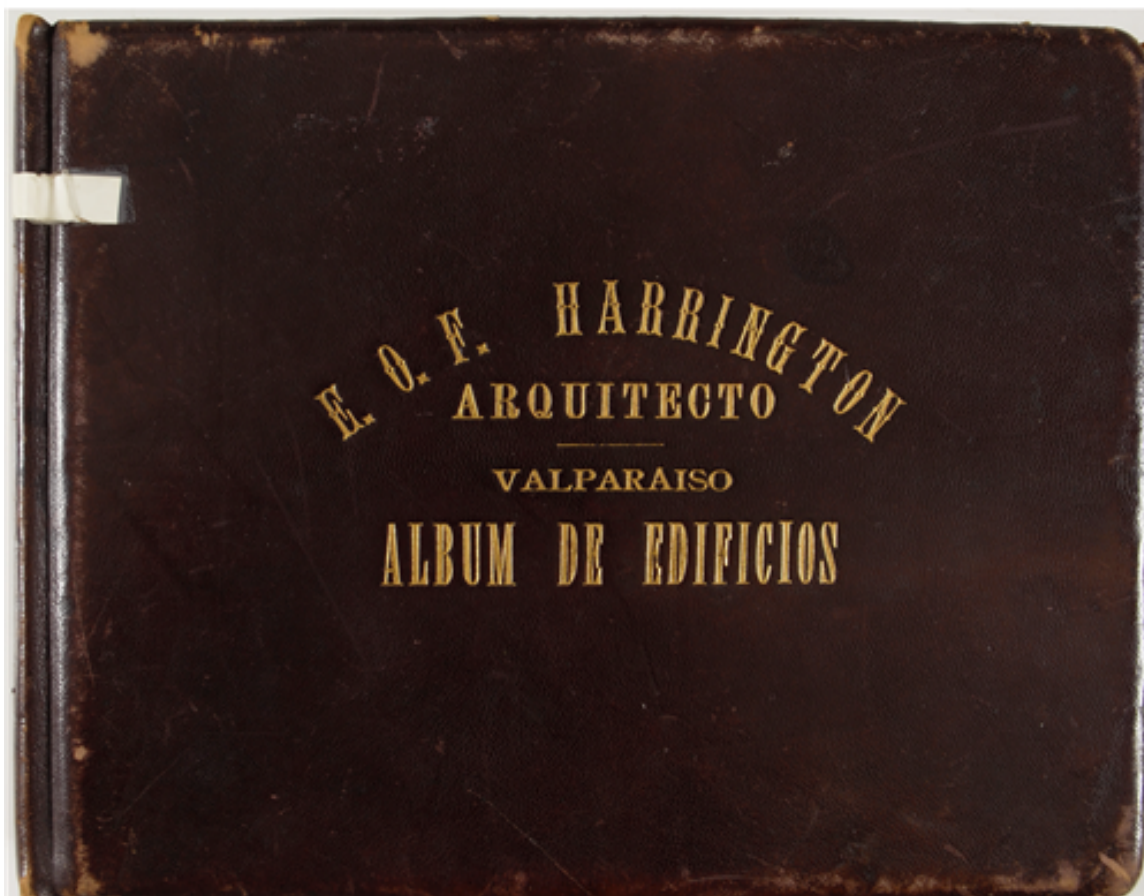 E. O. F. HARRINGTON
ARQUITECTO
VALPARAISO
ALBUM DE EDIFICIOS